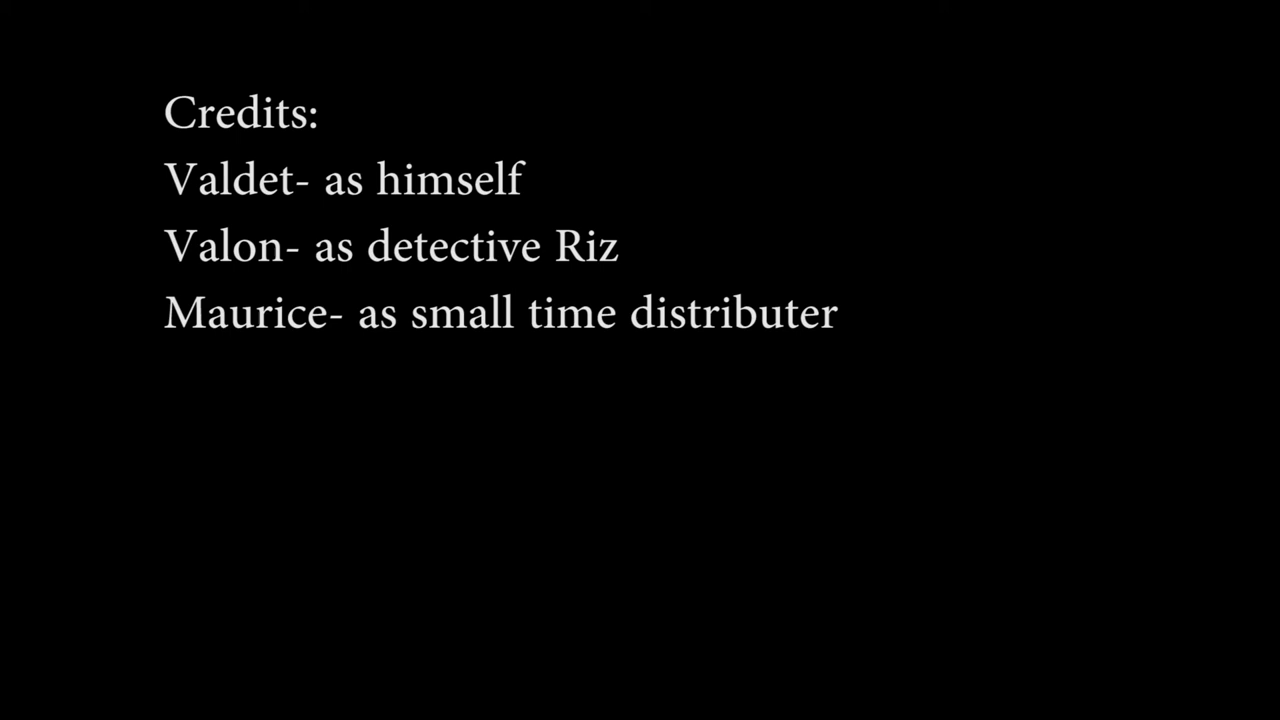 Credits:
Valdet- as himself
Valon- as detective Riz
Maurice- as small time distributer